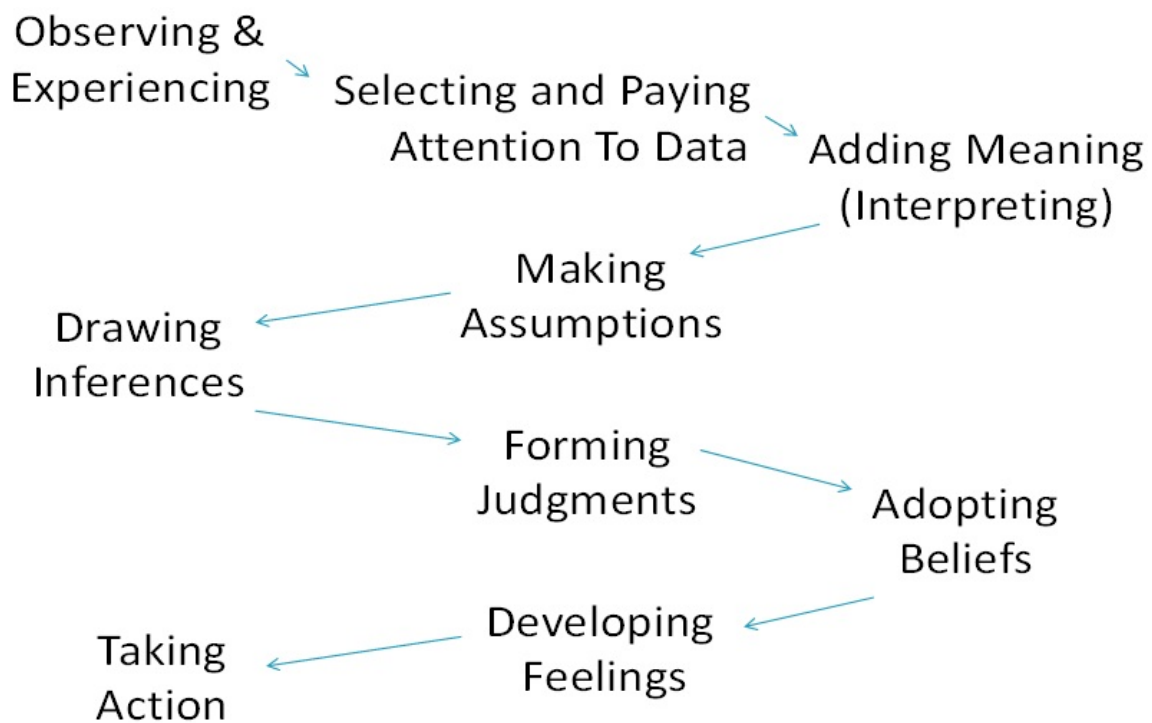 Observing &
Experiencing
Selecting and Paying
Attention To Data
Adding Meaning
(Interpreting)
Making
Assumptions
Drawing
Inferences
Forming
Judgments
Adopting
Beliefs
Developing
Feelings
Taking
Action